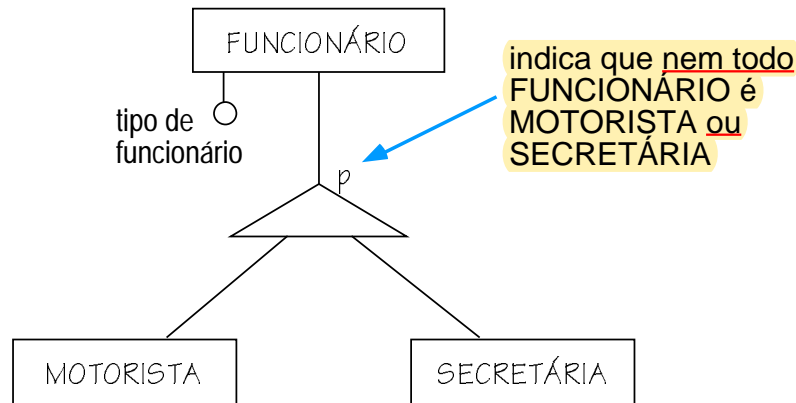 FUNCIONÁRIO
indica que nem todo
FUNCIONÁRIO é
MOTORISTA ou
SECRETÁRIA
tipo de
funcionário
p
MOTORISTA
SECRETÁRIA